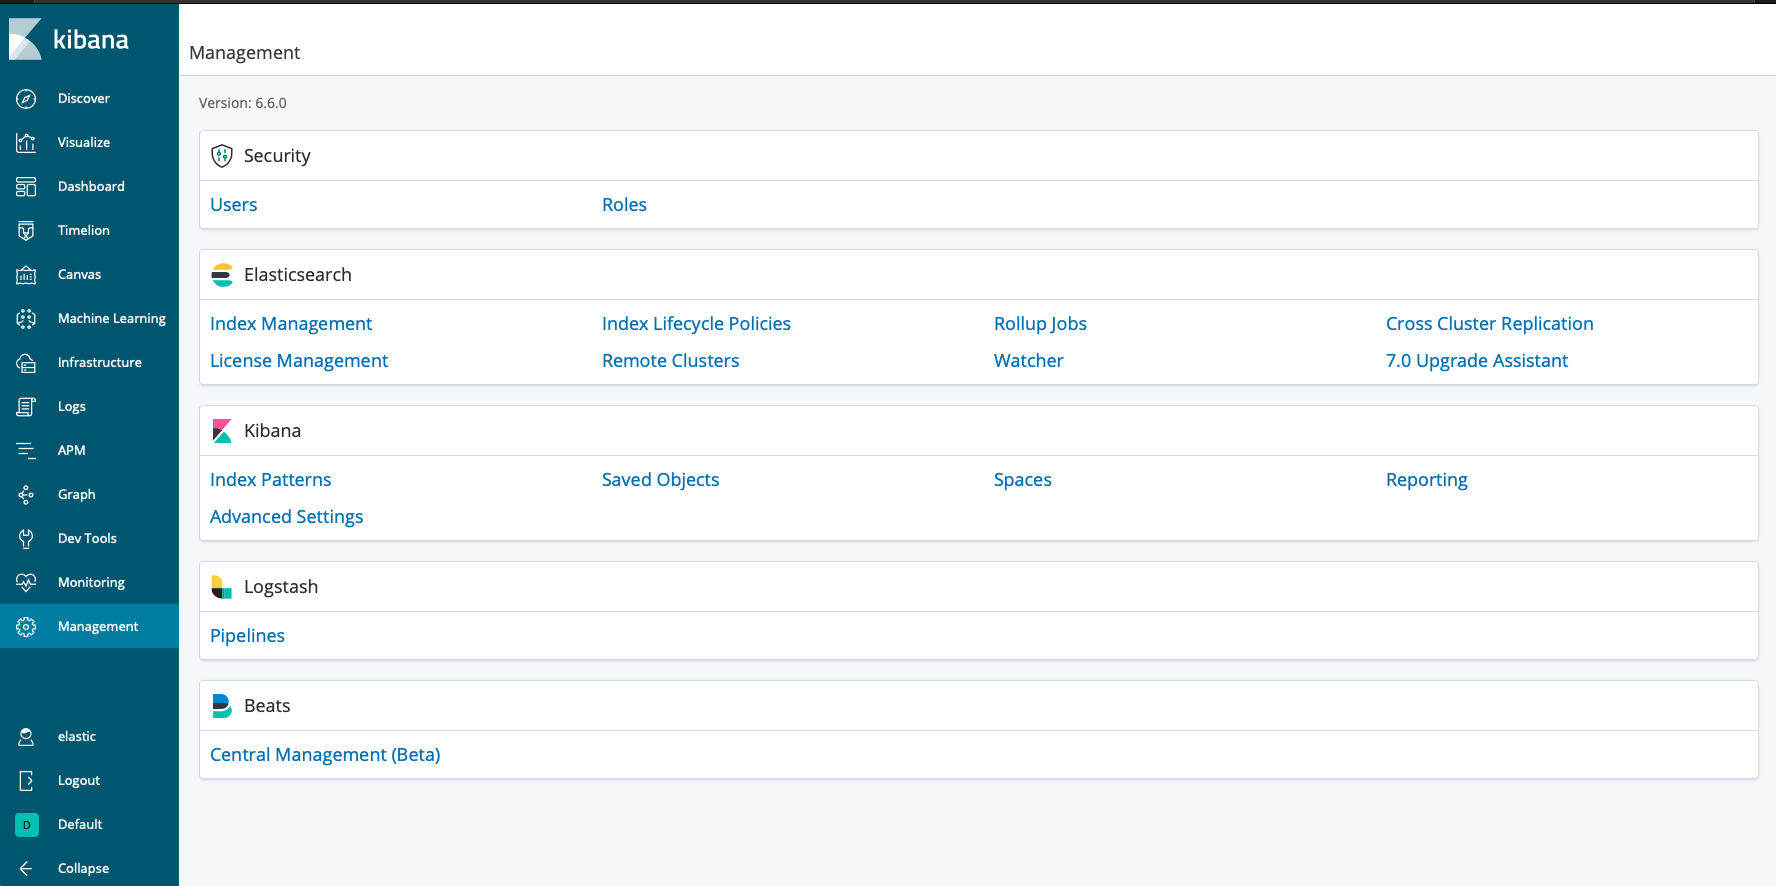 kibana
Discover
Visualize
Dashboard
Timelion
Canvas
Machine Learning
Infrastructure
Logs
APM
Graph
Dev Tools
Monitoring
Management
elastic
Logout
D Default
Collapse
Management
Version: 6.6.0
Security
Users Roles
Elasticsearch
Index Management Index Lifecycle Policies Rollup Jobs Cross Cluster Replication
License Management Remote Clusters Watcher 7.0 Upgrade Assistant
Kibana
Index Patterns Saved Objects Spaces Reporting
Advanced Settings
Logstash
Pipelines
Beats
Central Management (Beta)